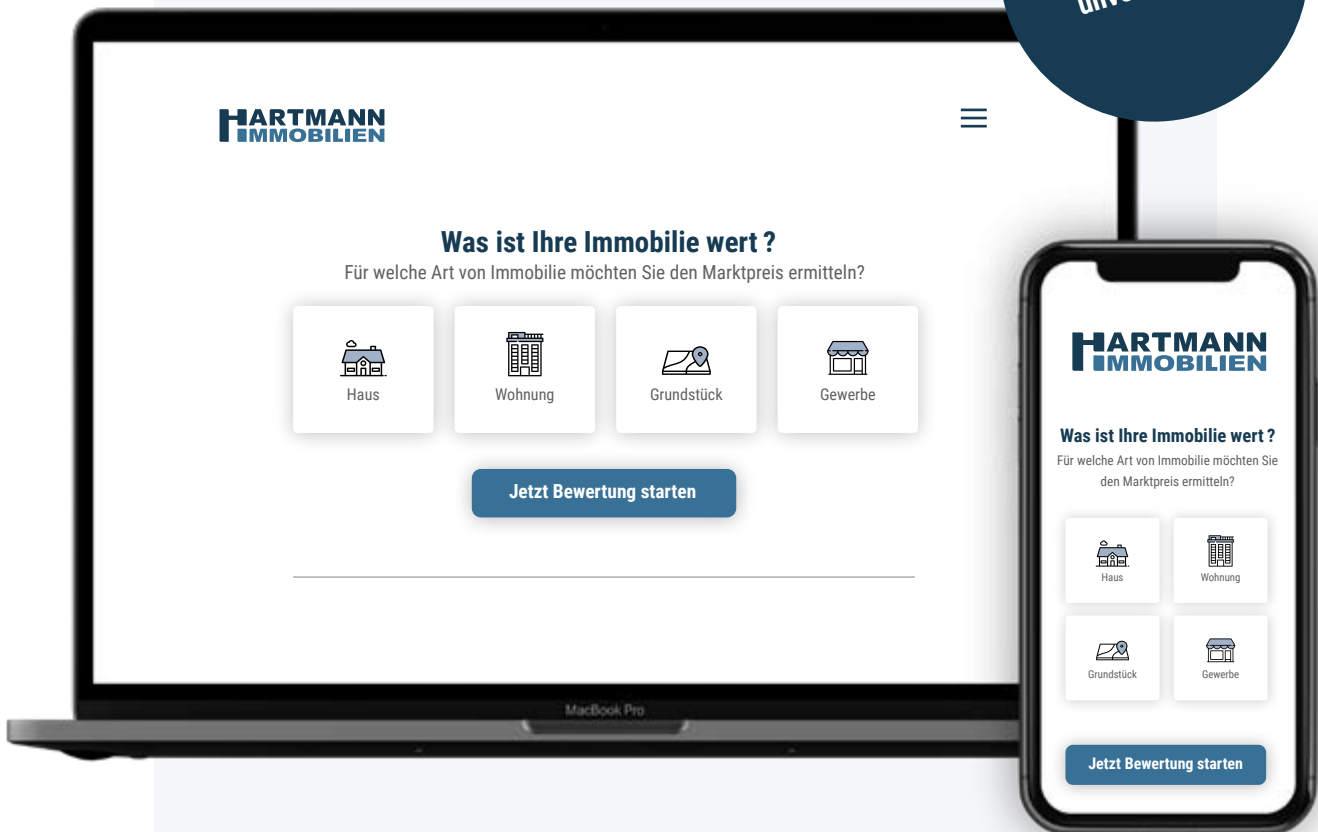 HARTMANN
IMMOBILIEN
Was ist Ihre Immobilie wert ?
Für welche Art von Immobilie möchten Sie den Marktpreis ermitteln?
Haus
Wohnung
Grundstück
Gewerbe
Jetzt Bewertung starten
MacBook Pro
HARTMANN
IMMOBILIEN
Was ist Ihre Immobilie wert ?
Für welche Art von Immobilie möchten Sie
den Marktpreis ermitteln?
Haus
Wohnung
Grundstück
Gewerbe
Jetzt Bewertung starten